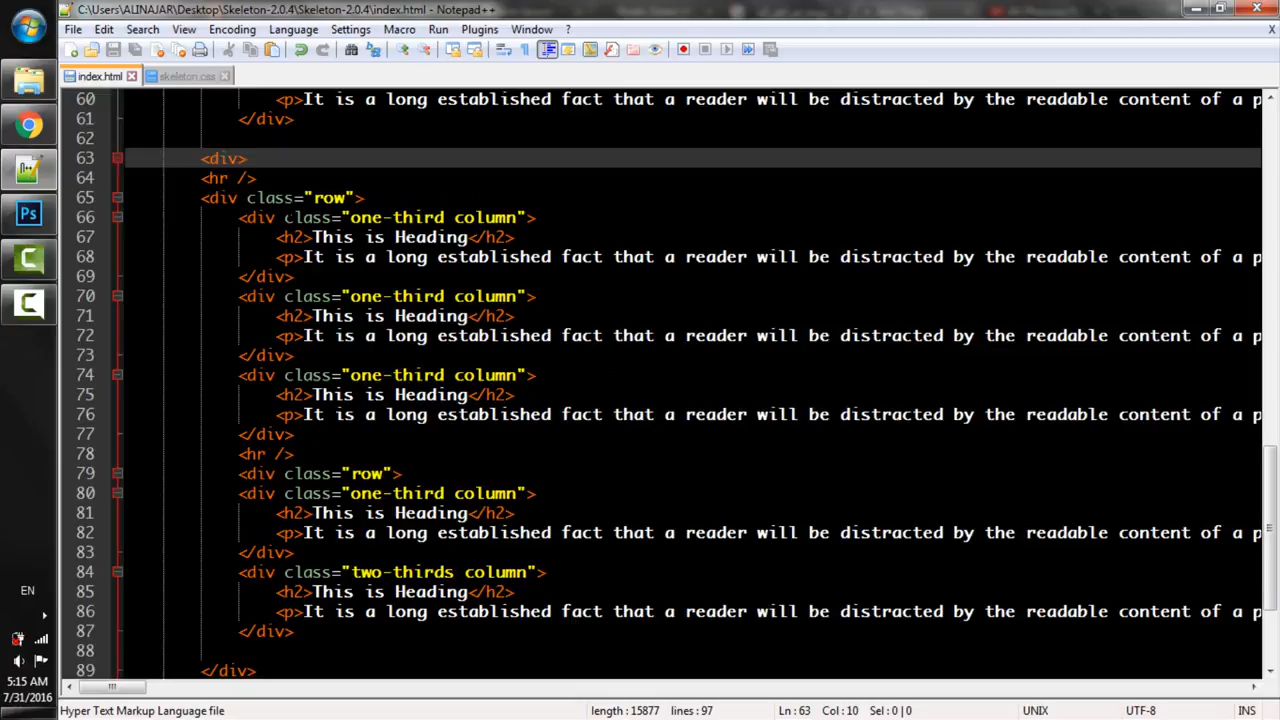 C:\Users\ALINAJAR\Desktop\Skeleton-2.0.4\Skeleton-2.0.4\index.html - Notepad++
File Edit Search View Encoding Language Settings Macro Run Plugins Window ? X
index.html skeleton.css
60 <p>It is a long established fact that a reader will be distracted by the readable content of a p
61 </div>
62
63 <div>
64 <hr />
65 <div class="row">
66 <div class="one-third column">
67 <h2>This is Heading</h2>
68 <p>It is a long established fact that a reader will be distracted by the readable content of a p
69 </div>
70 <div class="one-third column">
71 <h2>This is Heading</h2>
72 <p>It is a long established fact that a reader will be distracted by the readable content of a p
73 </div>
74 <div class="one-third column">
75 <h2>This is Heading</h2>
76 <p>It is a long established fact that a reader will be distracted by the readable content of a p
77 </div>
78 <hr />
79 <div class="row">
80 <div class="one-third column">
81 <h2>This is Heading</h2>
82 <p>It is a long established fact that a reader will be distracted by the readable content of a p
83 </div>
84 <div class="two-thirds column">
85 <h2>This is Heading</h2>
86 <p>It is a long established fact that a reader will be distracted by the readable content of a p
87 </div>
88
89 </div>
Hyper Text Markup Language file length : 15877 lines : 97 Ln : 63 Col : 10 Sel : 0 | 0 UNIX UTF-8 INS
Ps
EN
5:15 AM
7/31/2016